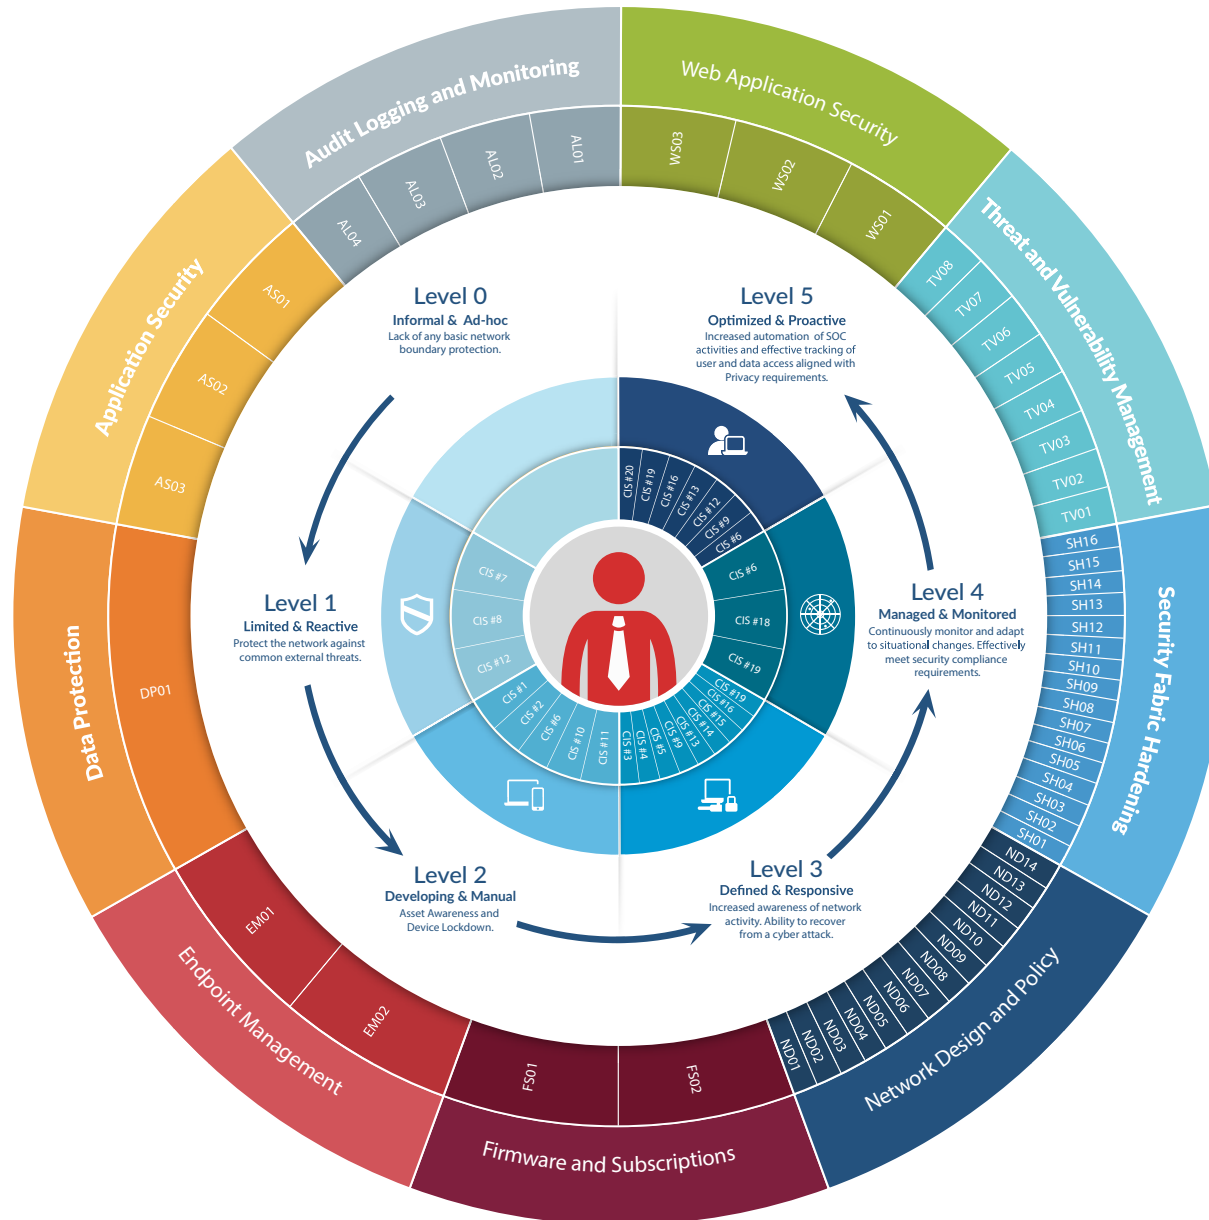 Audit Logging and Monitoring
AL04
AL03
AL02
AL01
Web Application Security
WS03
WS02
WS01
Threat and Vulnerability Management
TV08
TV07
TV06
TV05
TV04
TV03
TV02
TV01
Security Fabric Hardening
SH16
SH15
SH14
SH13
SH12
SH11
SH10
SH09
SH08
SH07
SH06
SH05
SH04
SH03
SH02
SH01
Network Design and Policy
ND14
ND13
ND12
ND11
ND10
ND09
ND08
ND07
ND06
ND05
ND04
ND03
ND02
ND01
Firmware and Subscriptions
FS02
FS01
Endpoint Management
EM02
EM01
Data Protection
DP01
Application Security
AS03
AS02
AS01
Level 0
Informal & Ad-hoc
Lack of any basic network
boundary protection.
Level 1
Limited & Reactive
Protect the network against
common external threats.
Level 2
Developing & Manual
Asset Awareness and
Device Lockdown.
Level 3
Defined & Responsive
Increased awareness of network
activity. Ability to recover
from a cyber attack.
Level 4
Managed & Monitored
Continuously monitor and adapt
to situational changes. Effectively
meet security compliance
requirements.
Level 5
Optimized & Proactive
Increased automation of SOC
activities and effective tracking of
user and data access aligned with
Privacy requirements.
CIS #20
CIS #19
CIS #16
CIS #13
CIS #12
CIS #9
CIS #6
CIS #6
CIS #18
CIS #19
CIS #19
CIS #16
CIS #15
CIS #14
CIS #13
CIS #9
CIS #5
CIS #4
CIS #3
CIS #11
CIS #10
CIS #6
CIS #2
CIS #1
CIS #12
CIS #8
CIS #7